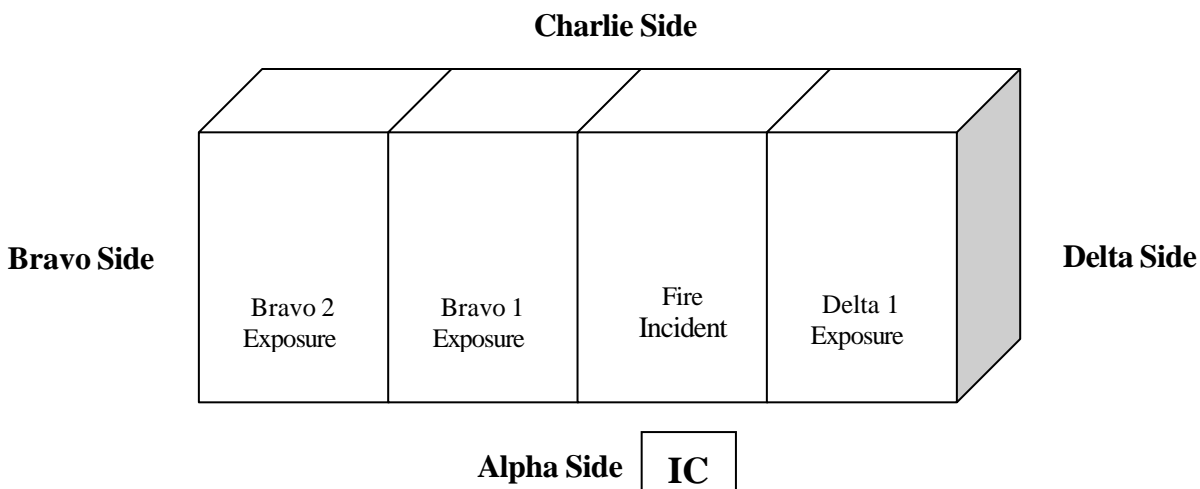 Charlie Side
Bravo Side
Bravo 2
Exposure
Bravo 1
Exposure
Fire
Incident
Delta 1
Exposure
Delta Side
Alpha Side
IC